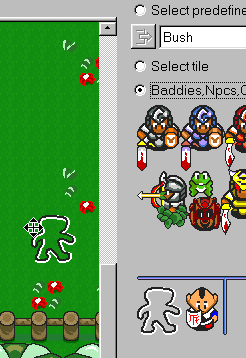 Select predefine
Bush
Select tile
Baddies,Npcs,C